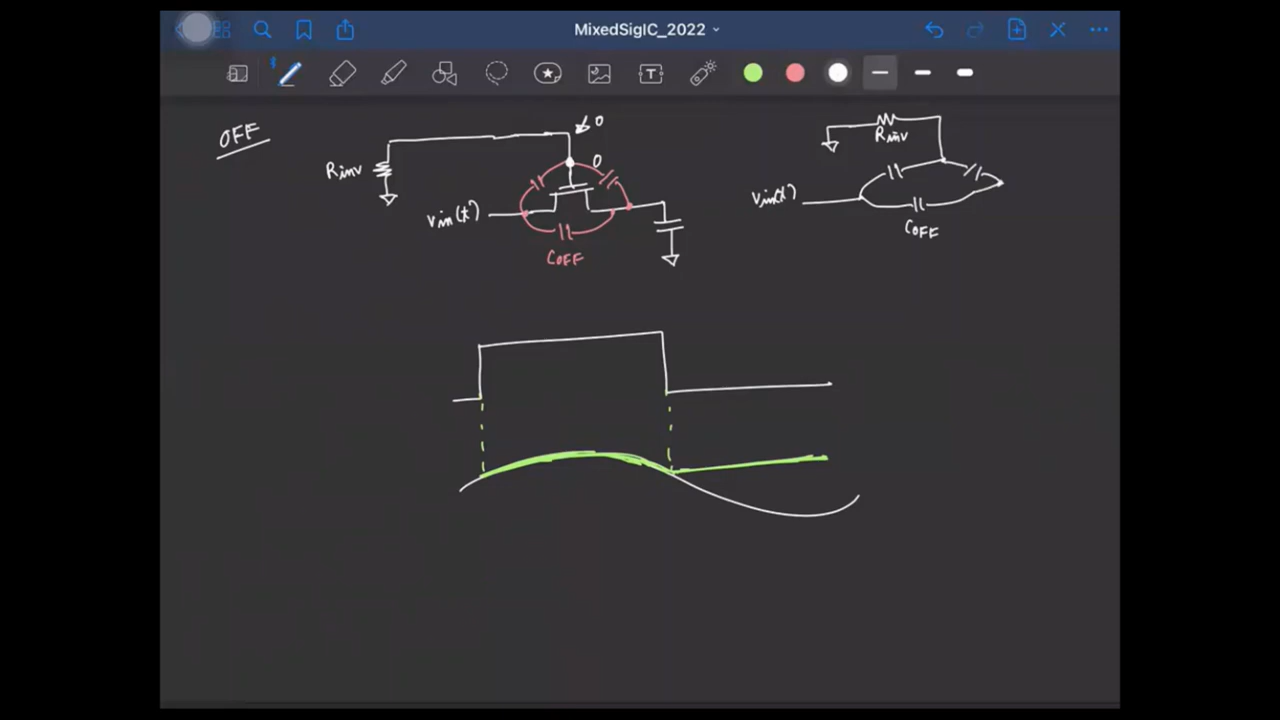 MixedSigIC_2022
T
OFF
0
Rinv
0
Vin(t)
COFF
Rinv
Vin(t)
COFF